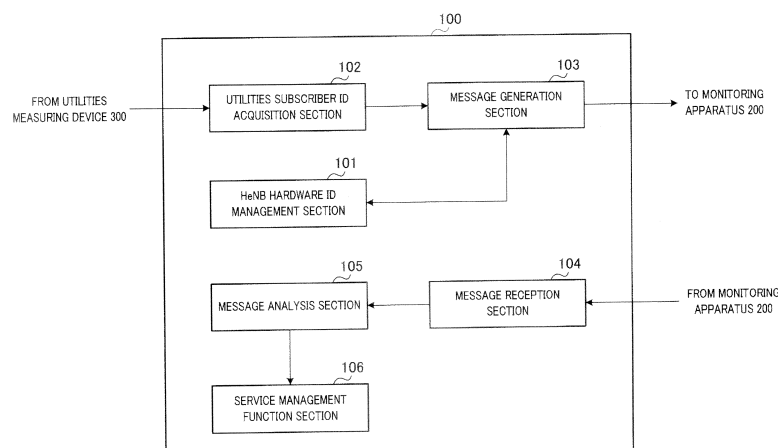 100
102
103
FROM UTILITIES
MEASURING DEVICE 300
UTILITIES SUBSCRIBER ID
ACQUISITION SECTION
MESSAGE GENERATION
SECTION
TO MONITORING
APPARATUS 200
101
HeNB HARDWARE ID
MANAGEMENT SECTION
105
104
MESSAGE ANALYSIS SECTION
MESSAGE RECEPTION
SECTION
FROM MONITORING
APPARATUS 200
106
SERVICE MANAGEMENT
FUNCTION SECTION